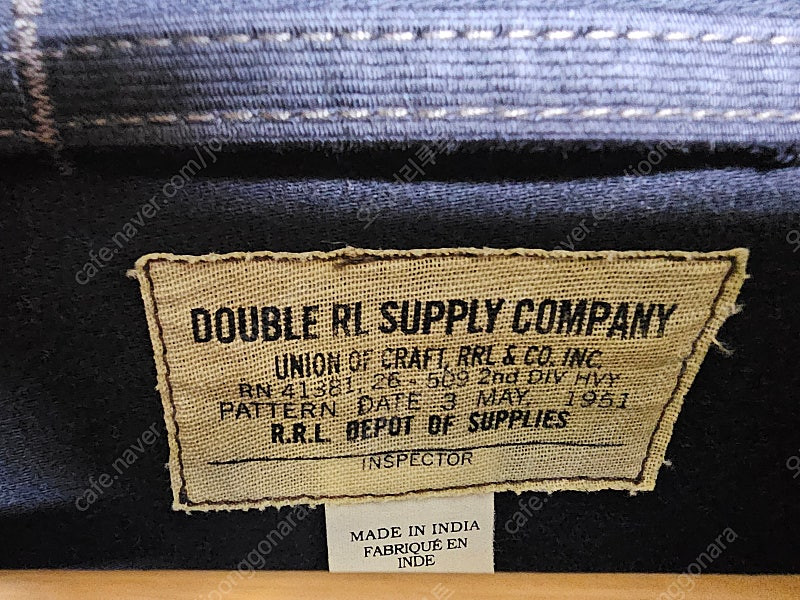 DOUBLE RL SUPPLY COMPANY
UNION OF CRAFT, RRL & CO. INC.
RN 41381. 26 - 509 2nd DIV HVY
PATTERN DATE 3 MAY, 1951
R.R.L. DEPOT OF SUPPLIES
INSPECTOR
MADE IN INDIA
FABRIQUÉ EN
INDE